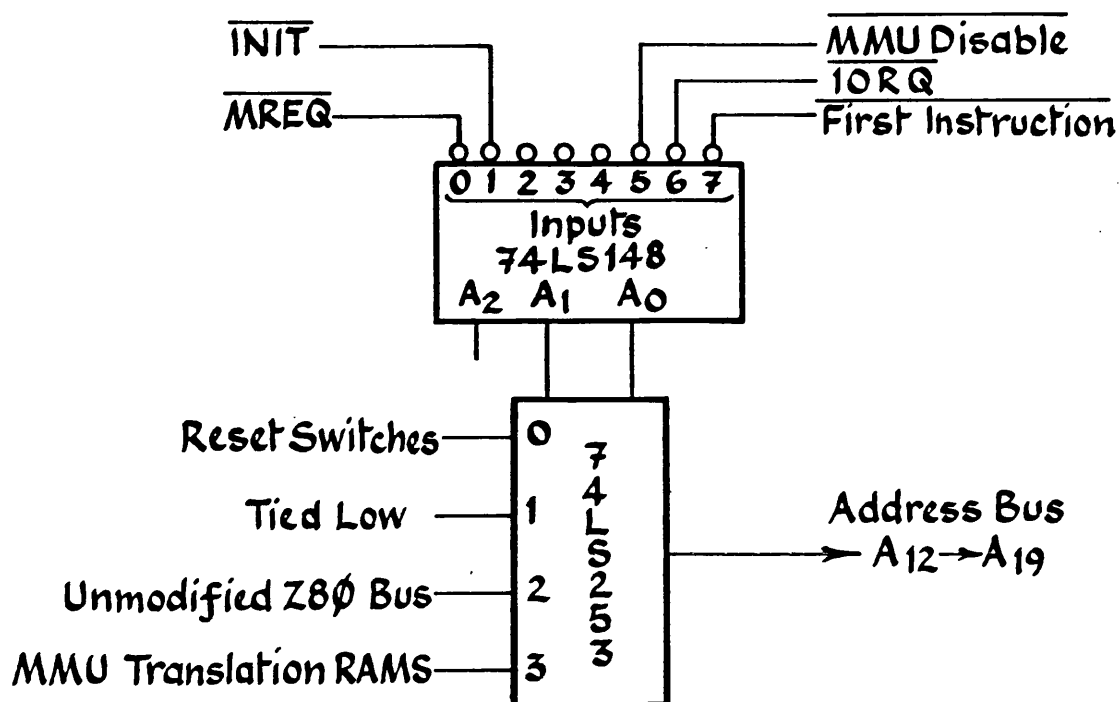 INIT
MMU Disable
IORQ
MREQ
First Instruction
0 1 2 3 4 5 6 7
Inputs
74LS148
A2 A1 A0
Reset Switches
0
Tied Low
1
Unmodified Z80 Bus
2
MMU Translation RAMS
3
74LS253
Address Bus
A12→A19